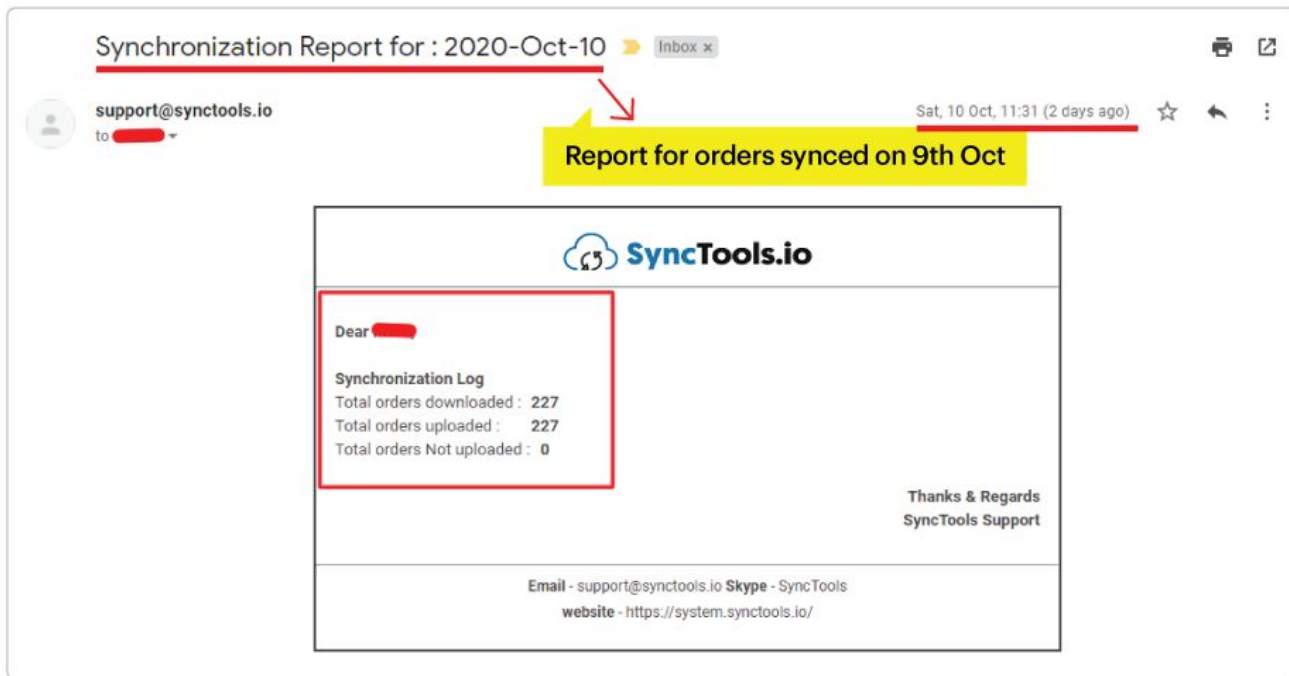 Synchronization Report for : 2020-Oct-10 Inbox x
support@synctools.io Sat, 10 Oct, 11:31 (2 days ago)
to
Report for orders synced on 9th Oct
SyncTools.io
Dear
Synchronization Log
Total orders downloaded : 227
Total orders uploaded : 227
Total orders Not uploaded : 0
Thanks & Regards
SyncTools Support
Email - support@synctools.io Skype - SyncTools
website - https://system.synctools.io/